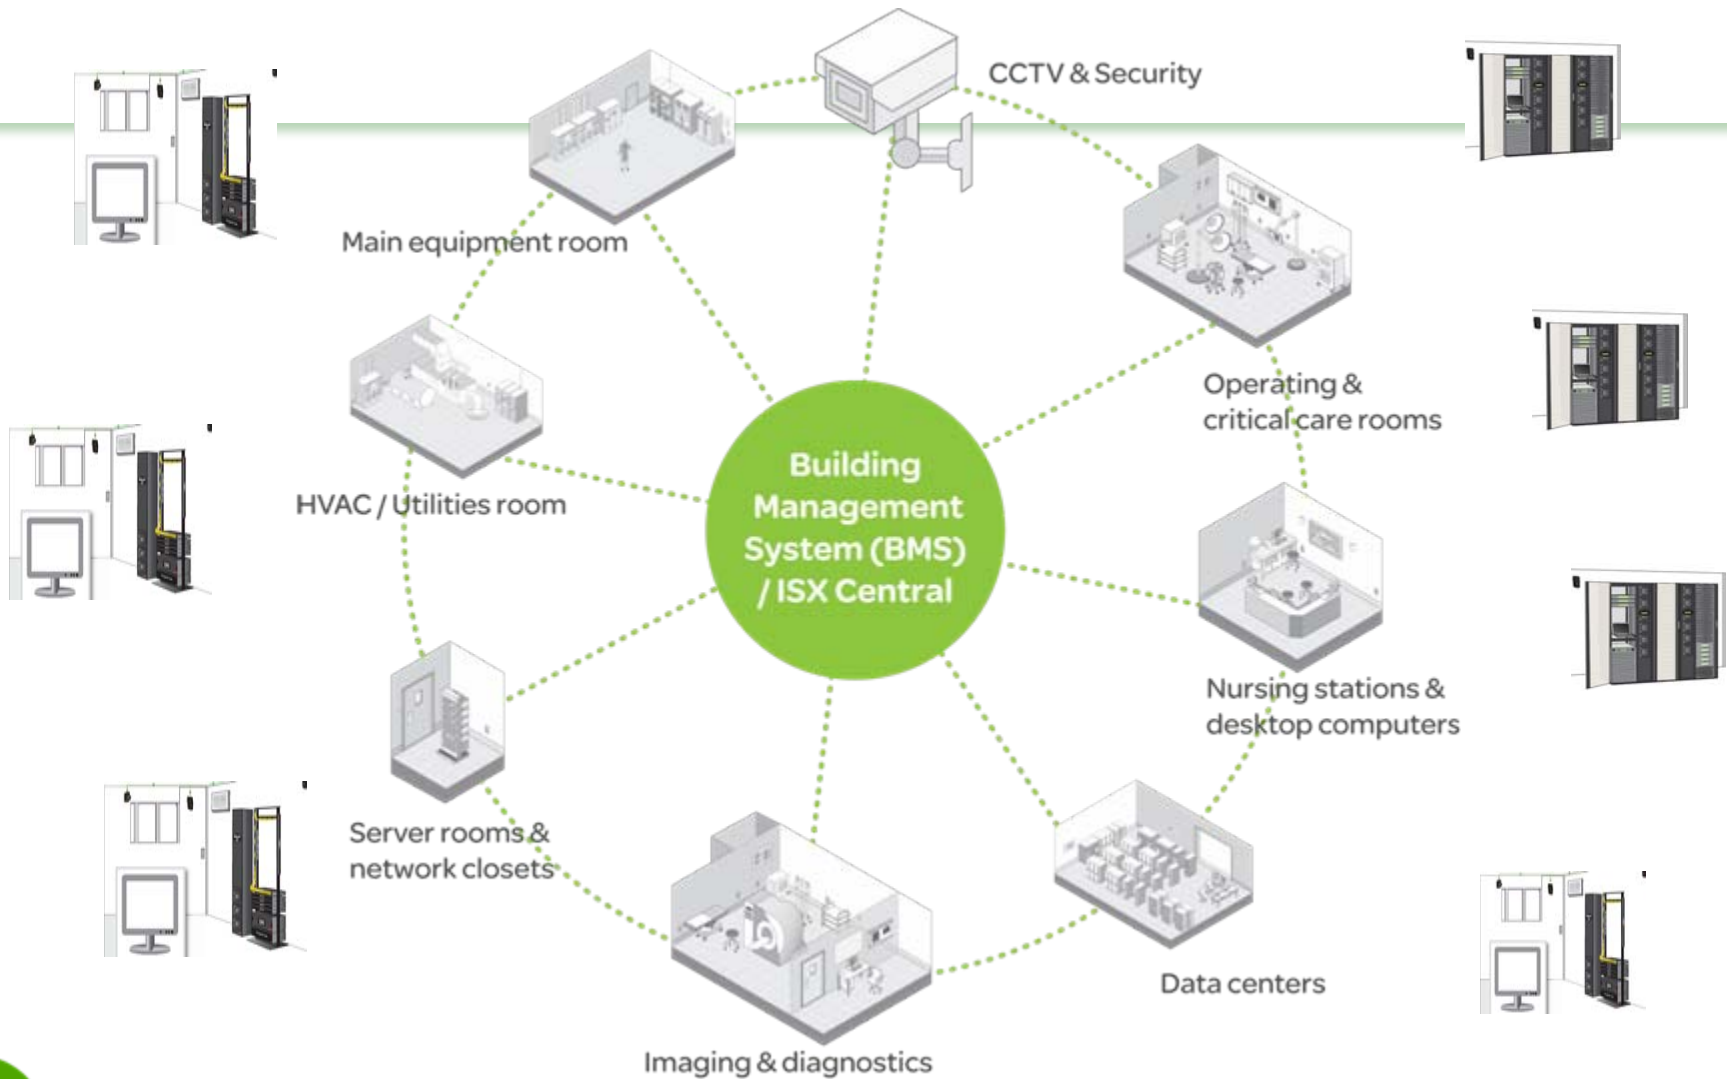 CCTV & Security
Main equipment room
Operating &
critical care rooms
HVAC / Utilities room
Building
Management
System (BMS)
/ ISX Central
Nursing stations &
desktop computers
Server rooms &
network closets
Data centers
Imaging & diagnostics